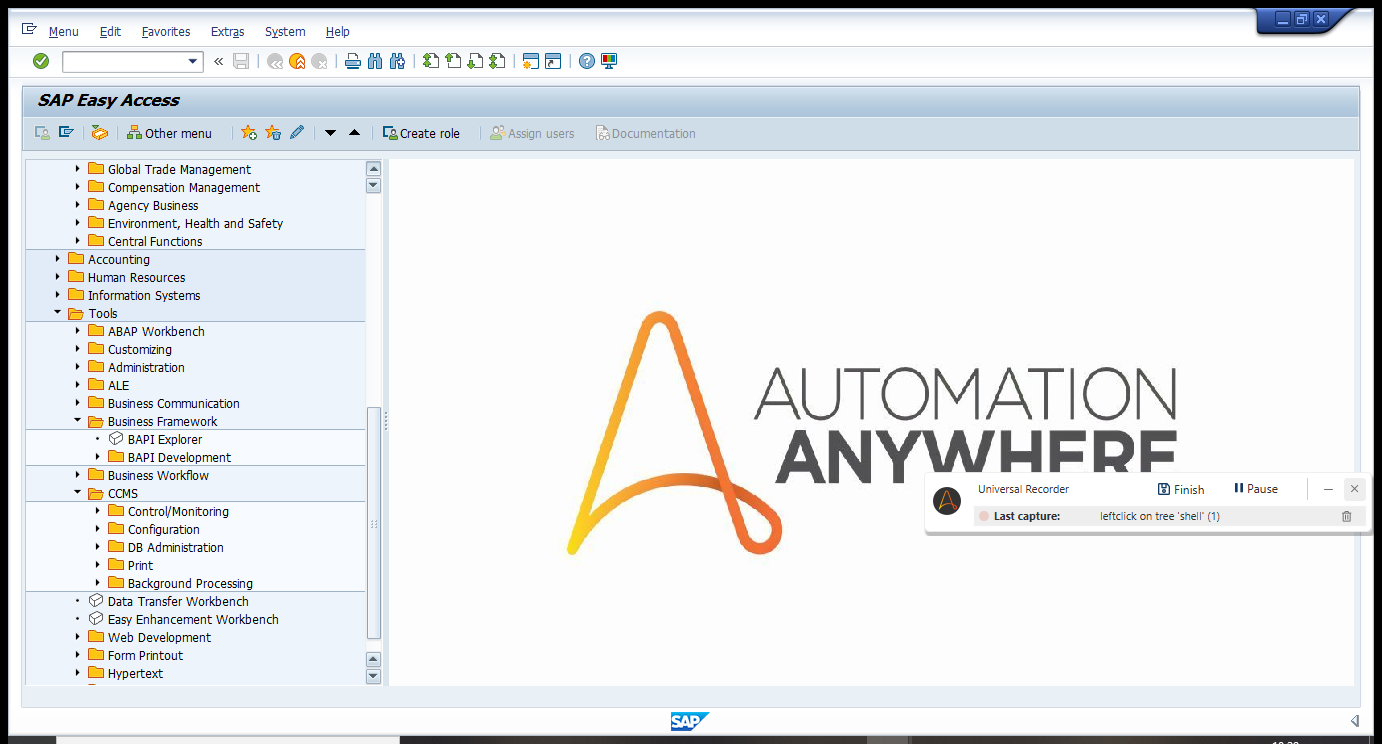 Menu Edit Favorites Extras System Help
SAP Easy Access
Other menu Create role Assign users Documentation
Global Trade Management
Compensation Management
Agency Business
Environment, Health and Safety
Central Functions
Accounting
Human Resources
Information Systems
Tools
ABAP Workbench
Customizing
Administration
ALE
Business Communication
Business Framework
BAPI Explorer
BAPI Development
Business Workflow
CCMS
Control/Monitoring
Configuration
DB Administration
Print
Background Processing
Data Transfer Workbench
Easy Enhancement Workbench
Web Development
Form Printout
Hypertext
AUTOMATION
ANYWHERE
Universal Recorder Finish Pause
Last capture: leftclick on tree 'shell' (1)
SAP